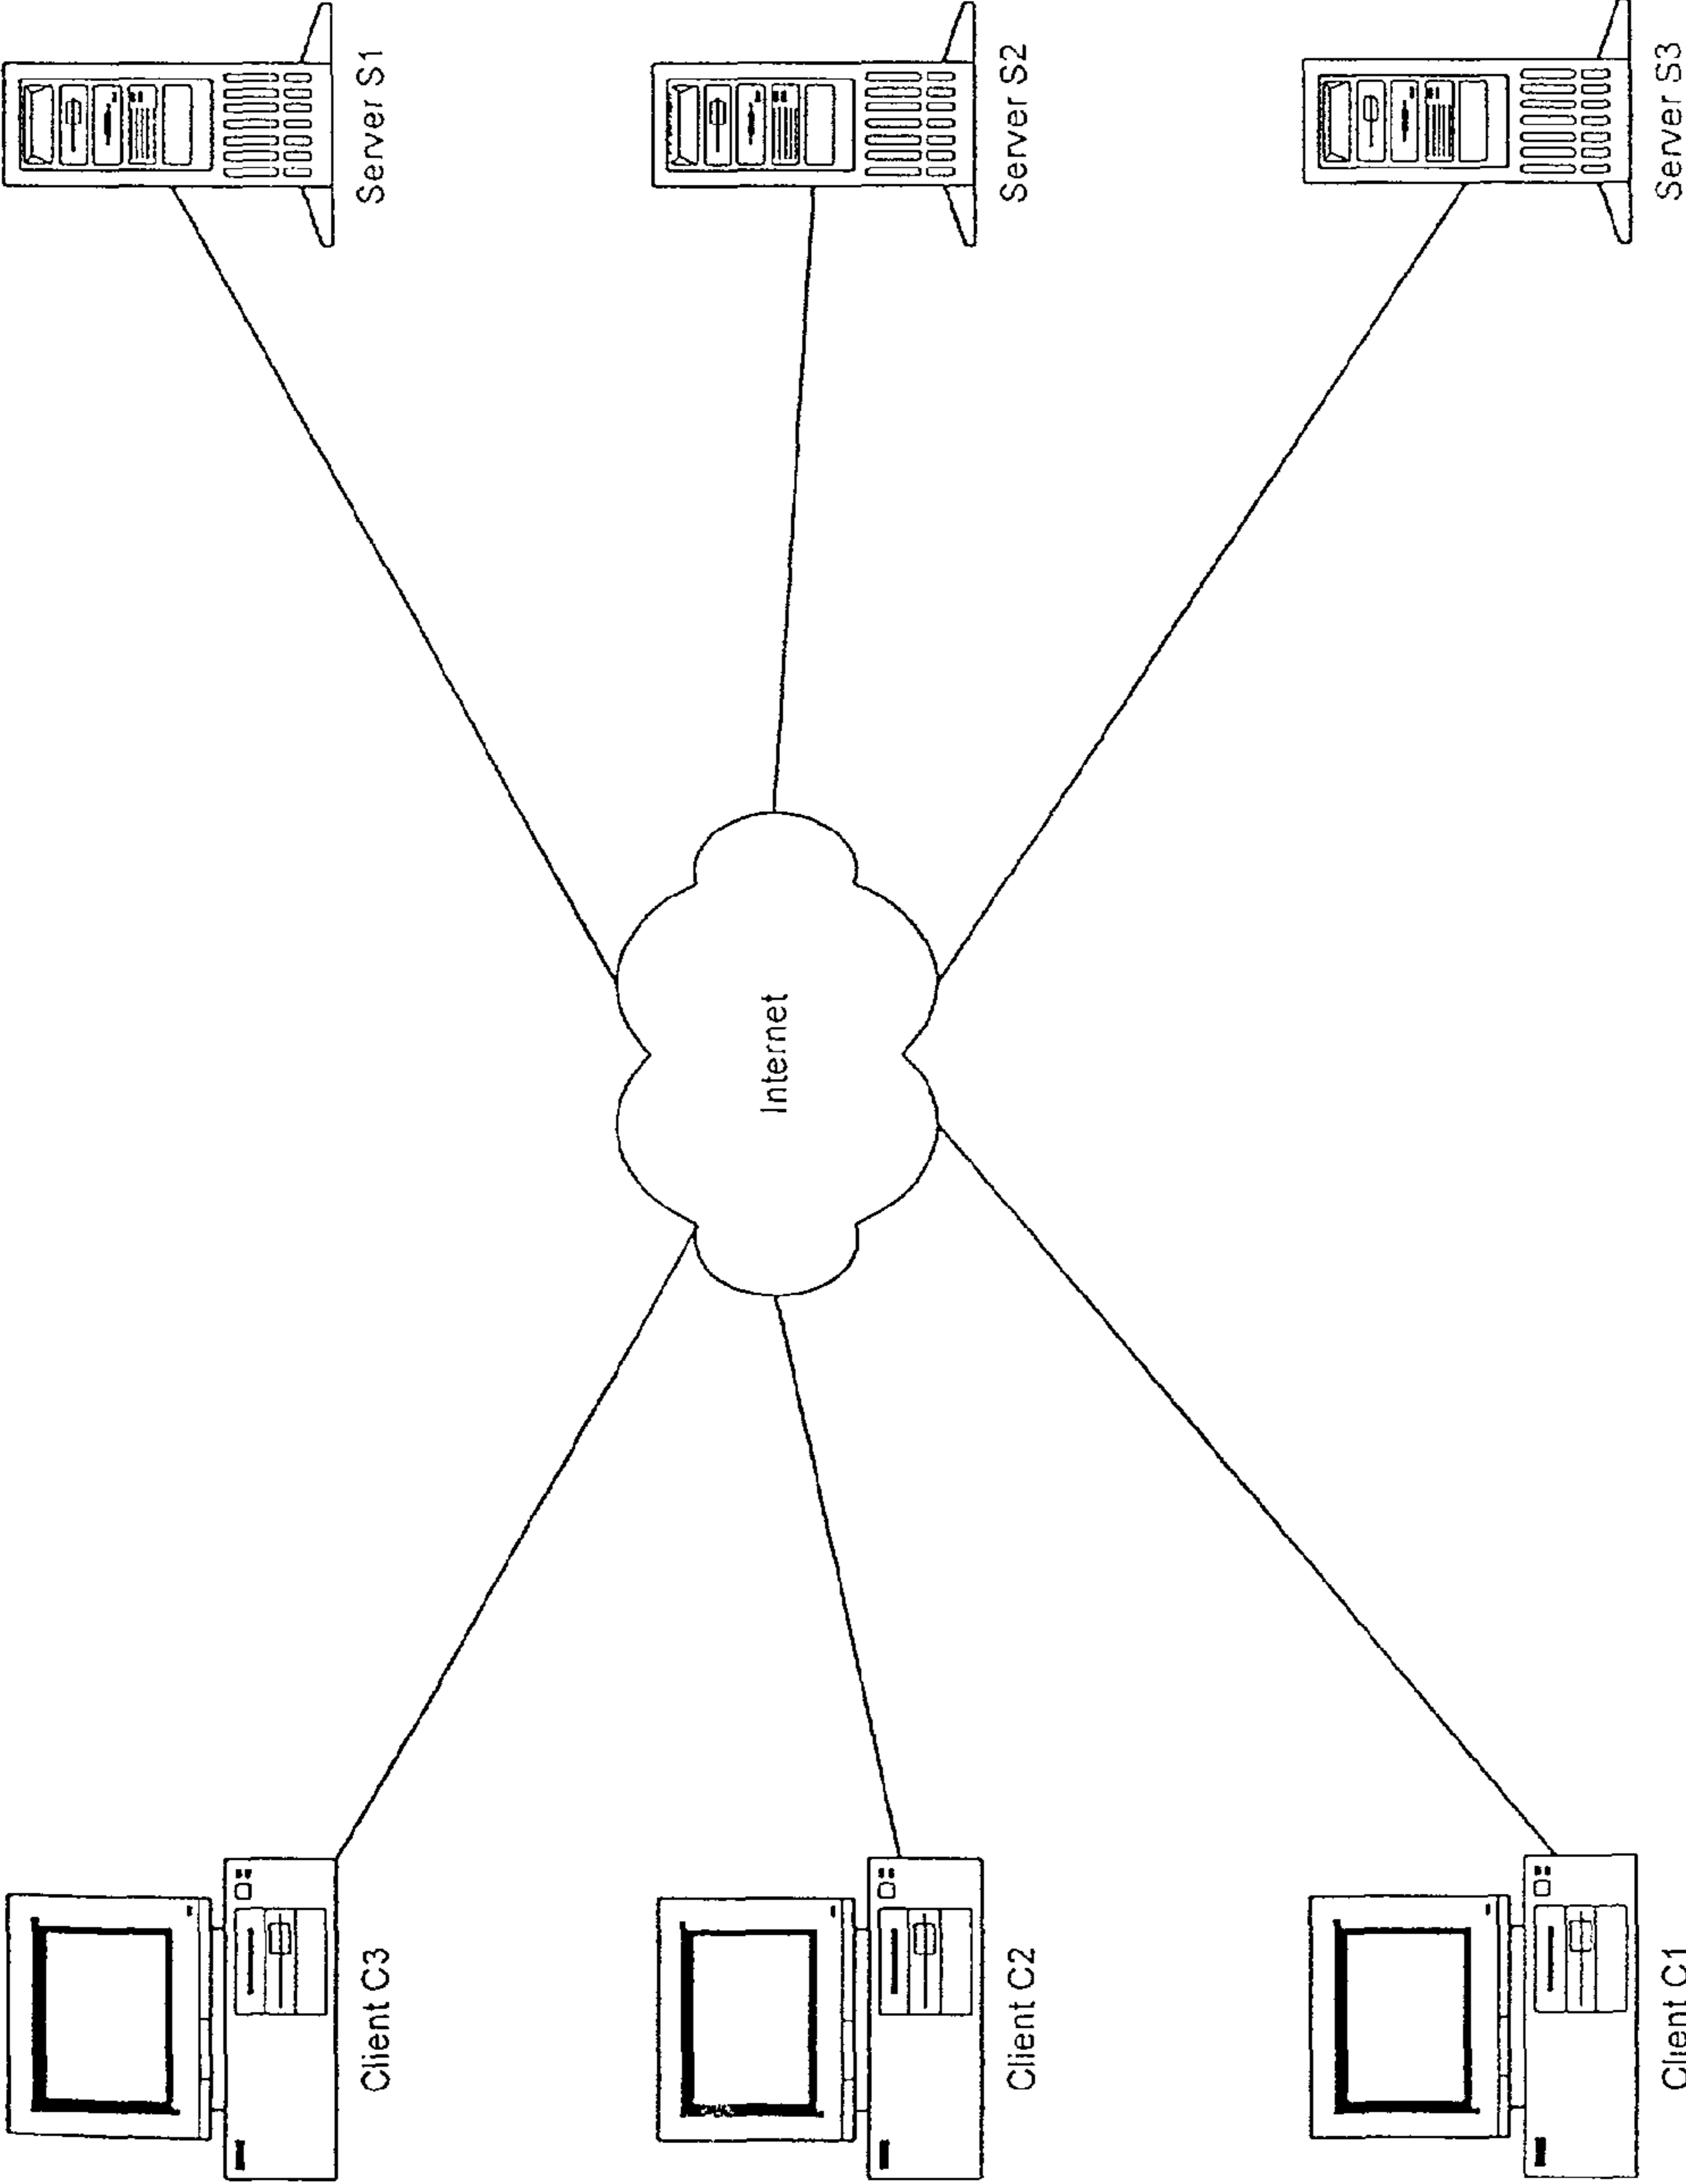 Client C3
Server S1
Internet
Client C2
Server S2
Client C1
Server S3